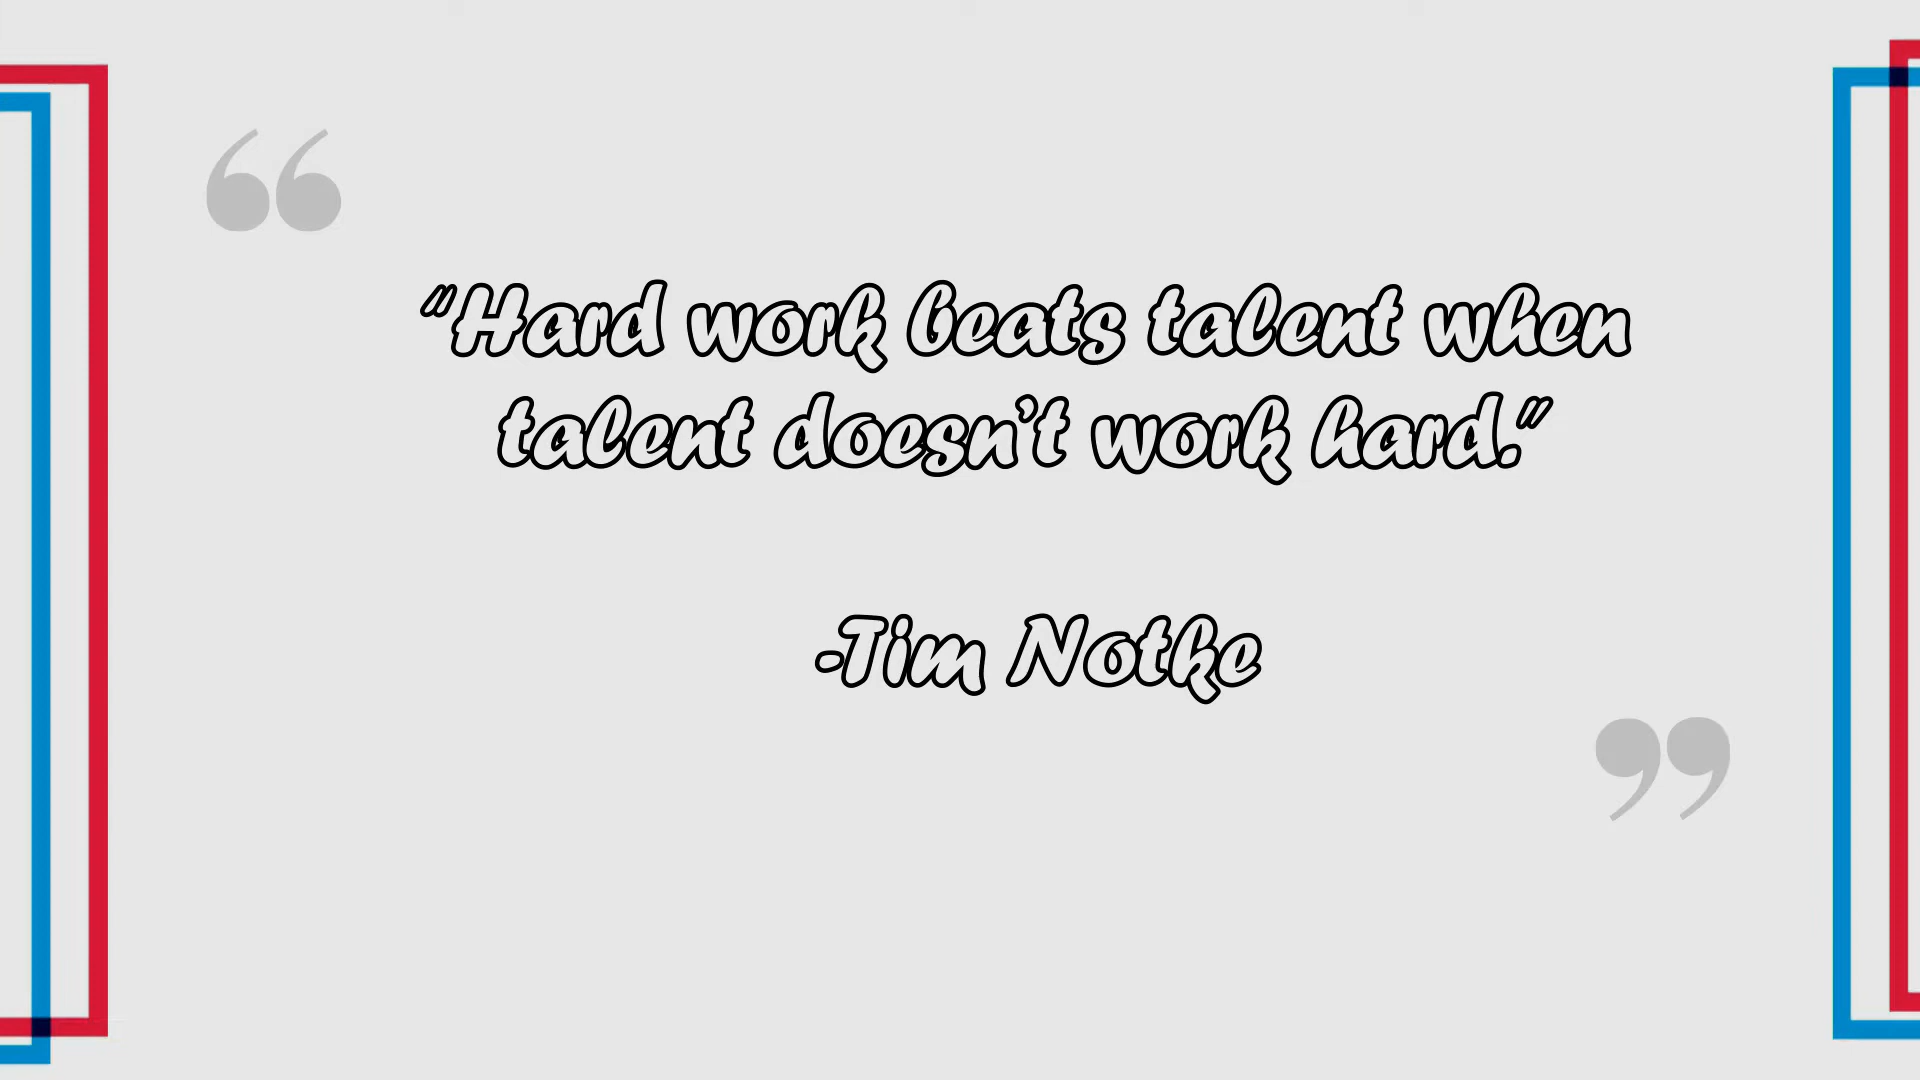 “Hard work beats talent when
talent doesn’t work hard.”
-Tim Notke